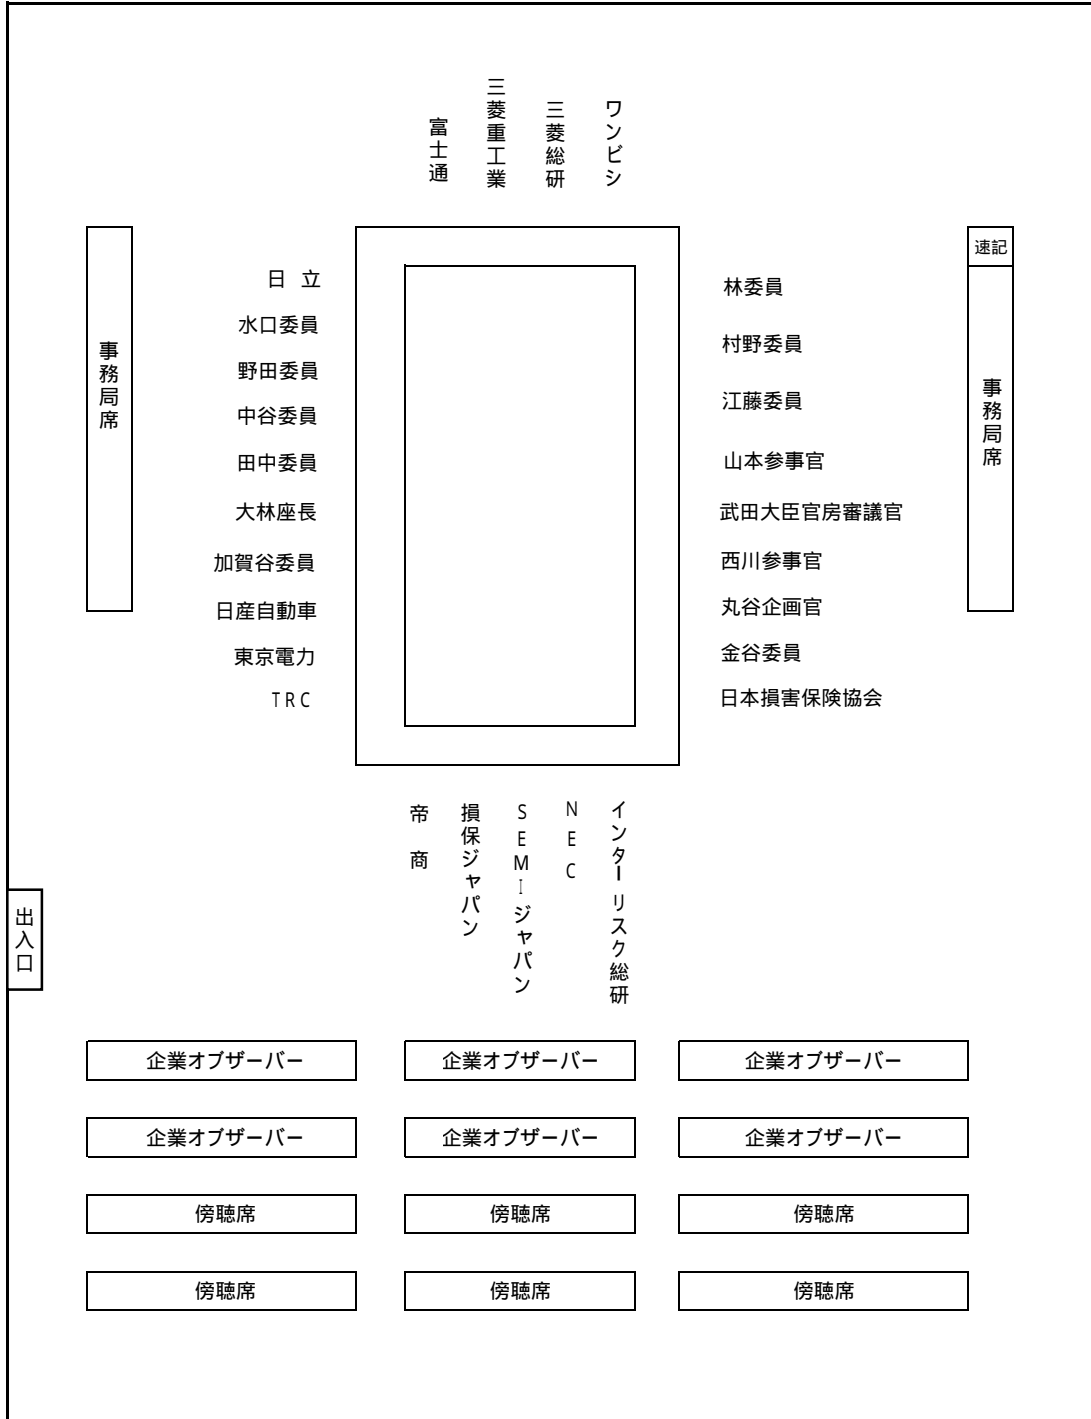 富士通
三菱重工業
三菱総研
ワンビシ
速記
事務局席
日 立
水口委員
野田委員
中谷委員
田中委員
大林座長
加賀谷委員
日産自動車
東京電力
TRC
林委員
村野委員
江藤委員
山本参事官
武田大臣官房審議官
西川参事官
丸谷企画官
金谷委員
日本損害保険協会
事務局席
帝 商
損保ジャパン
SEMIジャパン
NEC
インターリスク総研
出入口
企業オブザーバー
企業オブザーバー
企業オブザーバー
企業オブザーバー
企業オブザーバー
企業オブザーバー
傍聴席
傍聴席
傍聴席
傍聴席
傍聴席
傍聴席